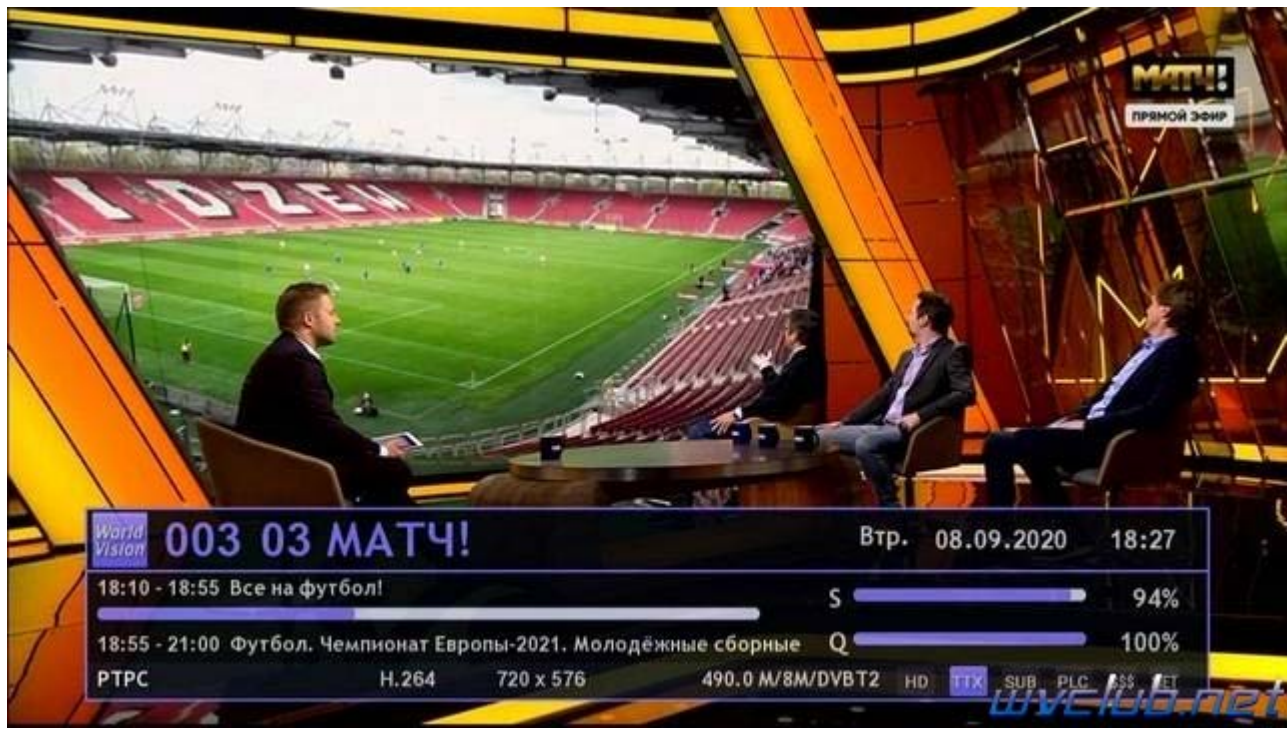 МАТЧ!
ПРЯМОЙ ЭФИР
IDZEW
World Vision
003 03 МАТЧ!
Втр. 08.09.2020 18:27
18:10 - 18:55 Все на футбол!
S 94%
18:55 - 21:00 Футбол. Чемпионат Европы-2021. Молодёжные сборные
Q 100%
РТРС H.264 720 x 576 490.0 M/8M/DVBT2 HD TTX SUB PLC $$$ ET
wvclub.net